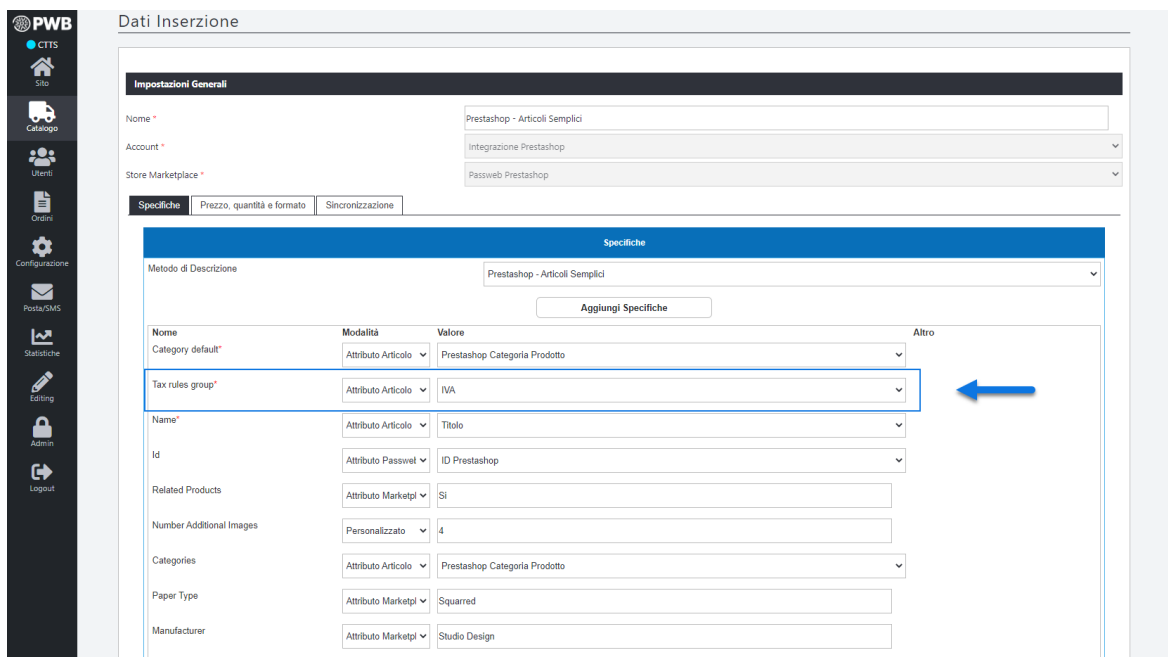 PWB
Dati Inserzione
CTTS
Sito
Catalogo
Utenti
Ordini
Configurazione
Posta/SMS
Statistiche
Editing
Admin
Logout
Impostazioni Generali
Nome * Prestashop - Articoli Semplici
Account * Integrazione Prestashop
Store Marketplace * Passweb Prestashop
Specifiche Prezzo, quantità e formato Sincronizzazione
Specifiche
Metodo di Descrizione Prestashop - Articoli Semplici
Aggiungi Specifiche
Nome Modalità Valore Altro
Category default* Attributo Articolo Prestashop Categoria Prodotto
Tax rules group* Attributo Articolo IVA
Name* Attributo Articolo Titolo
Id Attributo Passwel ID Prestashop
Related Products Attributo Marketpl Si
Number Additional Images Personalizzato 4
Categories Attributo Articolo Prestashop Categoria Prodotto
Paper Type Attributo Marketpl Squarred
Manufacturer Attributo Marketpl Studio Design